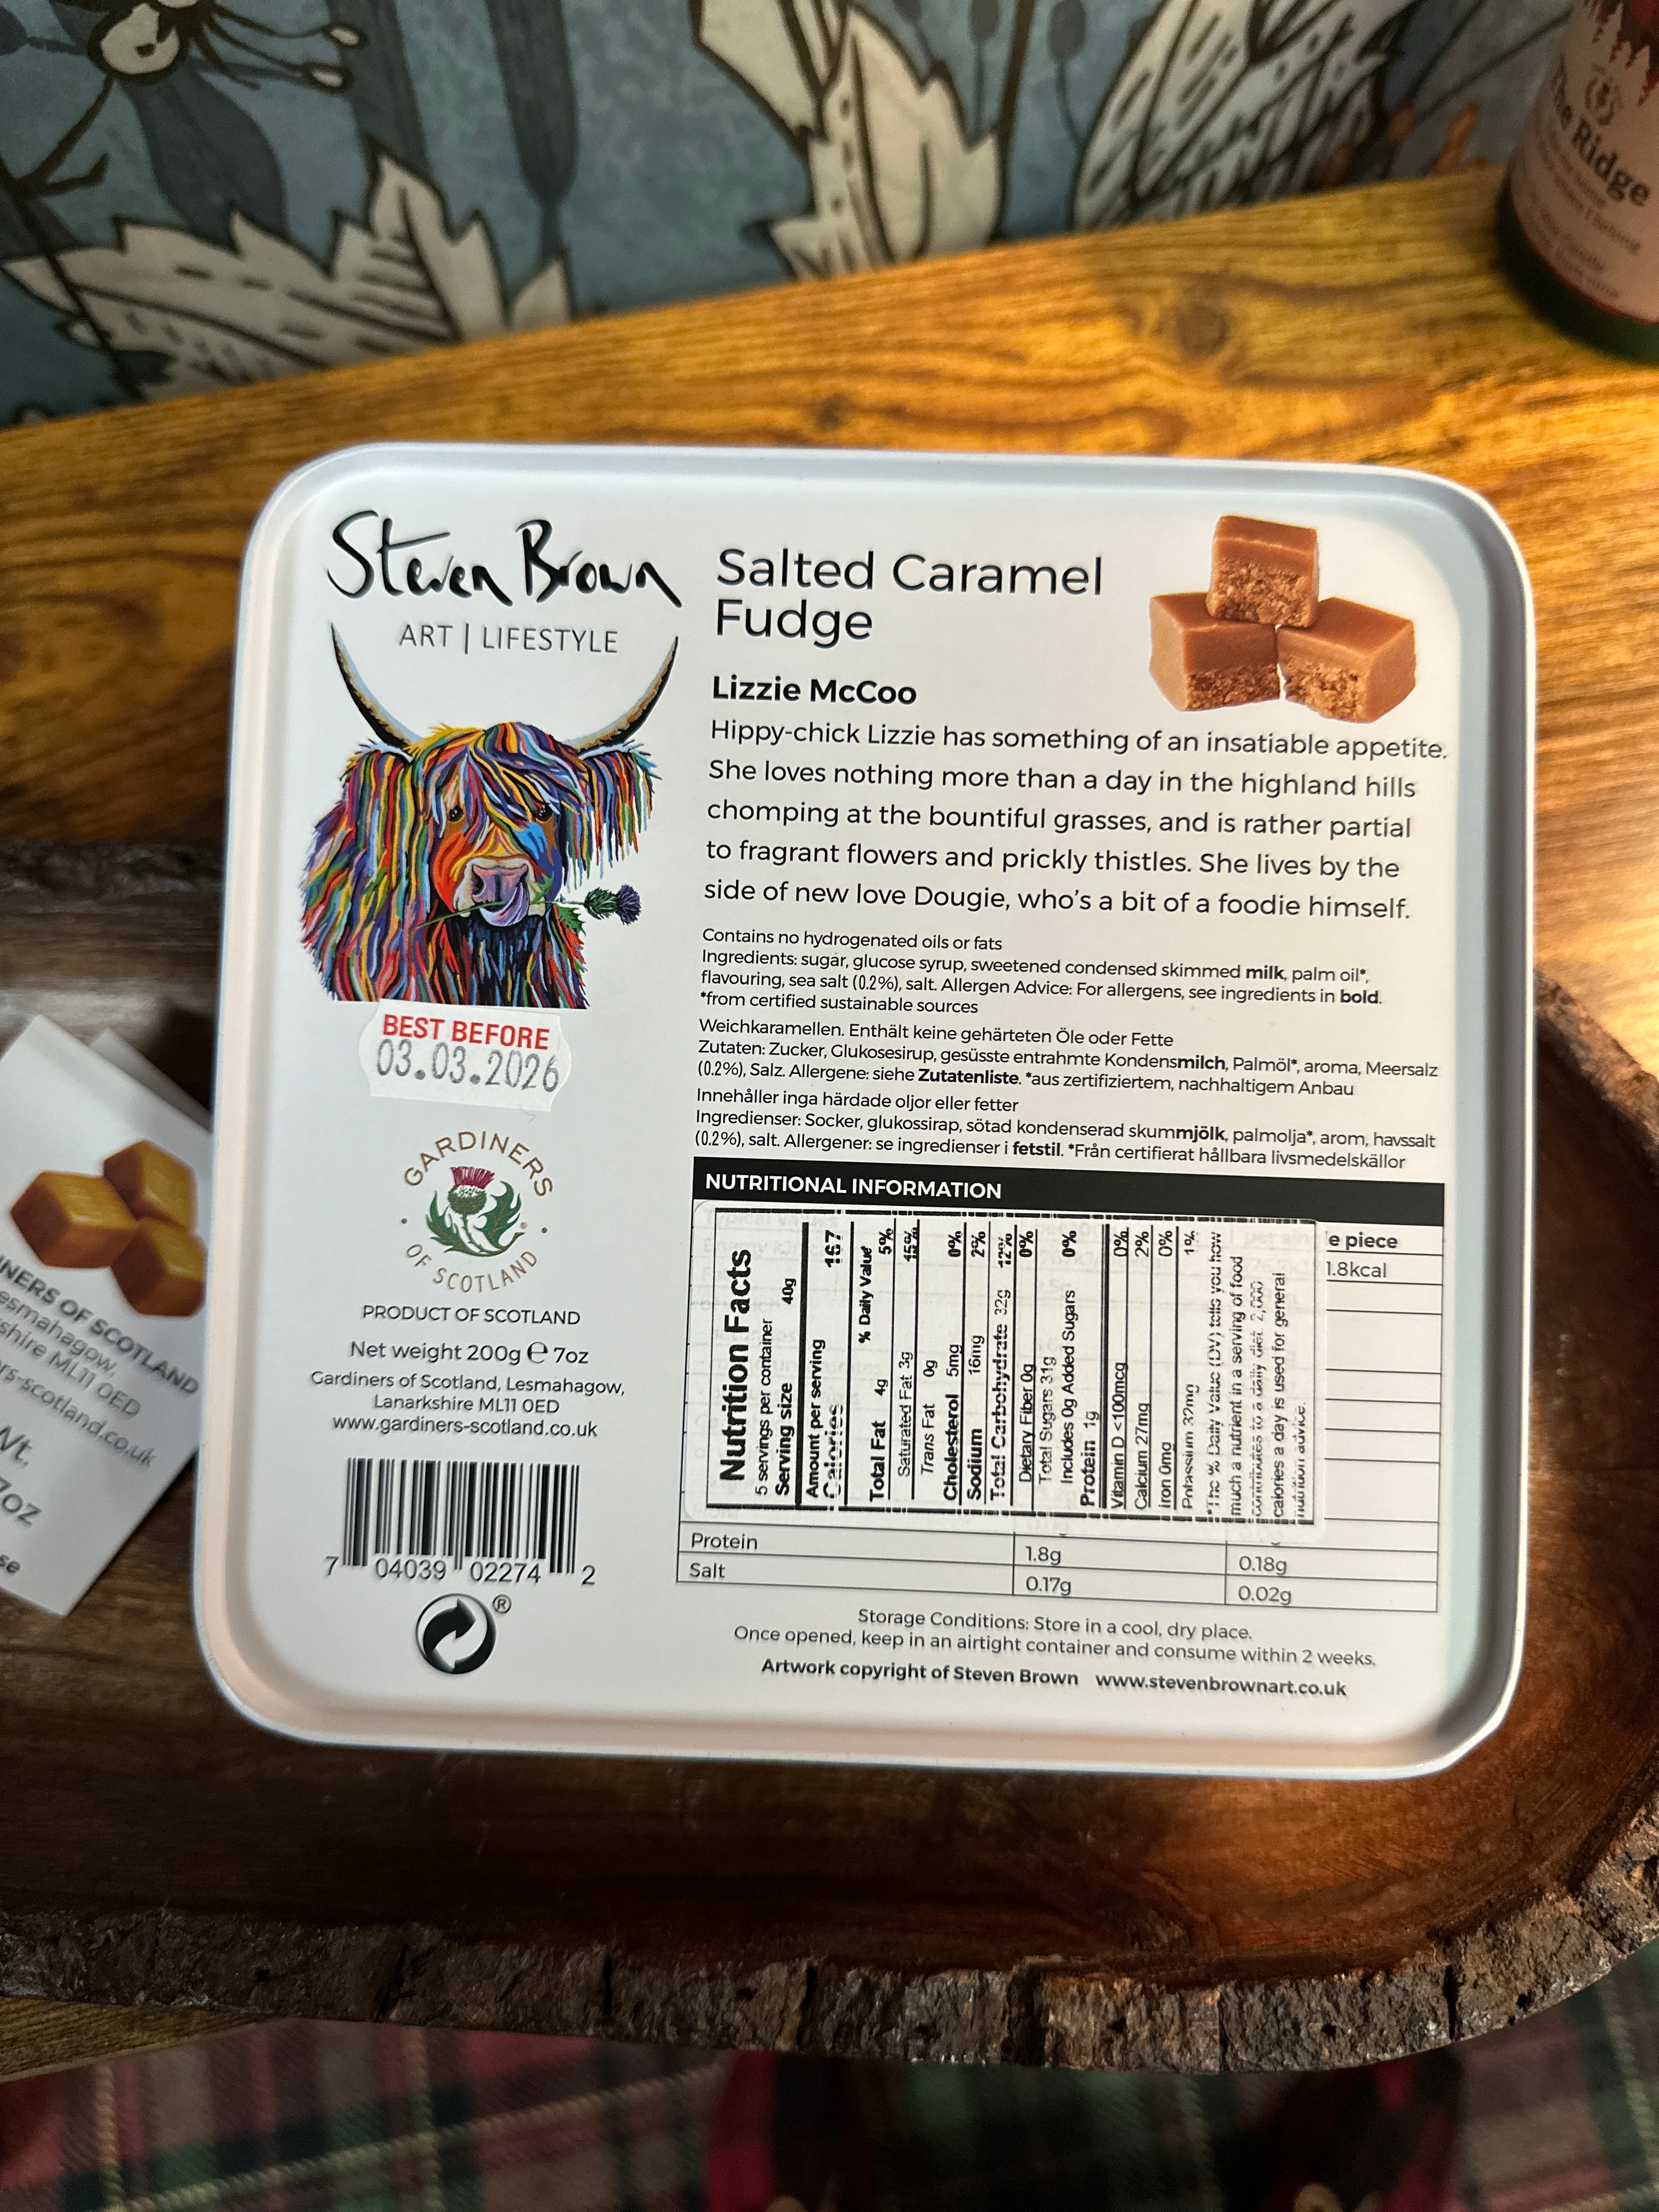 Steven Brown
ART | LIFESTYLE
Salted Caramel
Fudge
Lizzie McCoo
Hippy-chick Lizzie has something of an insatiable appetite.
She loves nothing more than a day in the highland hills
chomping at the bountiful grasses, and is rather partial
to fragrant flowers and prickly thistles. She lives by the
side of new love Dougie, who's a bit of a foodie himself.
Contains no hydrogenated oils or fats
Ingredients: sugar, glucose syrup, sweetened condensed skimmed milk, palm oil*,
flavouring, sea salt (0.2%), salt. Allergen Advice: For allergens, see ingredients in bold.
*from certified sustainable sources
Weichkaramellen. Enthält keine gehärteten Öle oder Fette
Zutaten: Zucker, Glukosesirup, gesüsste entrahmte Kondensmilch, Palmöl*, aroma, Meersalz
(0.2%), Salz. Allergene: siehe Zutatenliste. *aus zertifiziertem, nachhaltigem Anbau
Innehåller inga härdade oljor eller fetter
Ingredienser: Socker, glukossirap, sötad kondenserad skummjölk, palmolja*, arom, havssalt
(0.2%), salt. Allergener: se ingredienser i fetstil. *Från certifierat hållbara livsmedelskällor
BEST BEFORE
03.03.2026
GARDINERS
OF SCOTLAND
PRODUCT OF SCOTLAND
Net weight 200g e 7oz
Gardiners of Scotland, Lesmahagow,
Lanarkshire ML11 0ED
www.gardiners-scotland.co.uk
7 04039 02274 2
®
NUTRITIONAL INFORMATION
e piece
1.8kcal
Nutrition Facts
5 servings per container
Serving size 40g
Amount per serving
Calories 167
% Daily Value
Total Fat 4g 5%
Saturated Fat 3g 15%
Trans Fat 0g
Cholesterol 5mg 0%
Sodium 16mg 2%
Total Carbohydrate 32g 12%
Dietary Fiber 0g 0%
Total Sugars 31g
Includes 0g Added Sugars 0%
Protein 1g
Vitamin D <100mcg 0%
Calcium 27mg 2%
Iron 0mg 0%
Potassium 32mg 1%
*The % Daily Value (DV) tells you how
much a nutrient in a serving of food
contributes to a daily diet. 2,000
calories a day is used for general
nutrition advice.
Protein 1.8g 0.18g
Salt 0.17g 0.02g
Storage Conditions: Store in a cool, dry place.
Once opened, keep in an airtight container and consume within 2 weeks.
Artwork copyright of Steven Brown www.stevenbrownart.co.uk
NERS OF SCOTLAND
esmahagow,
shire ML11 0ED
rs-scotland.co.uk
Wt.
7oz
se
The Ridge